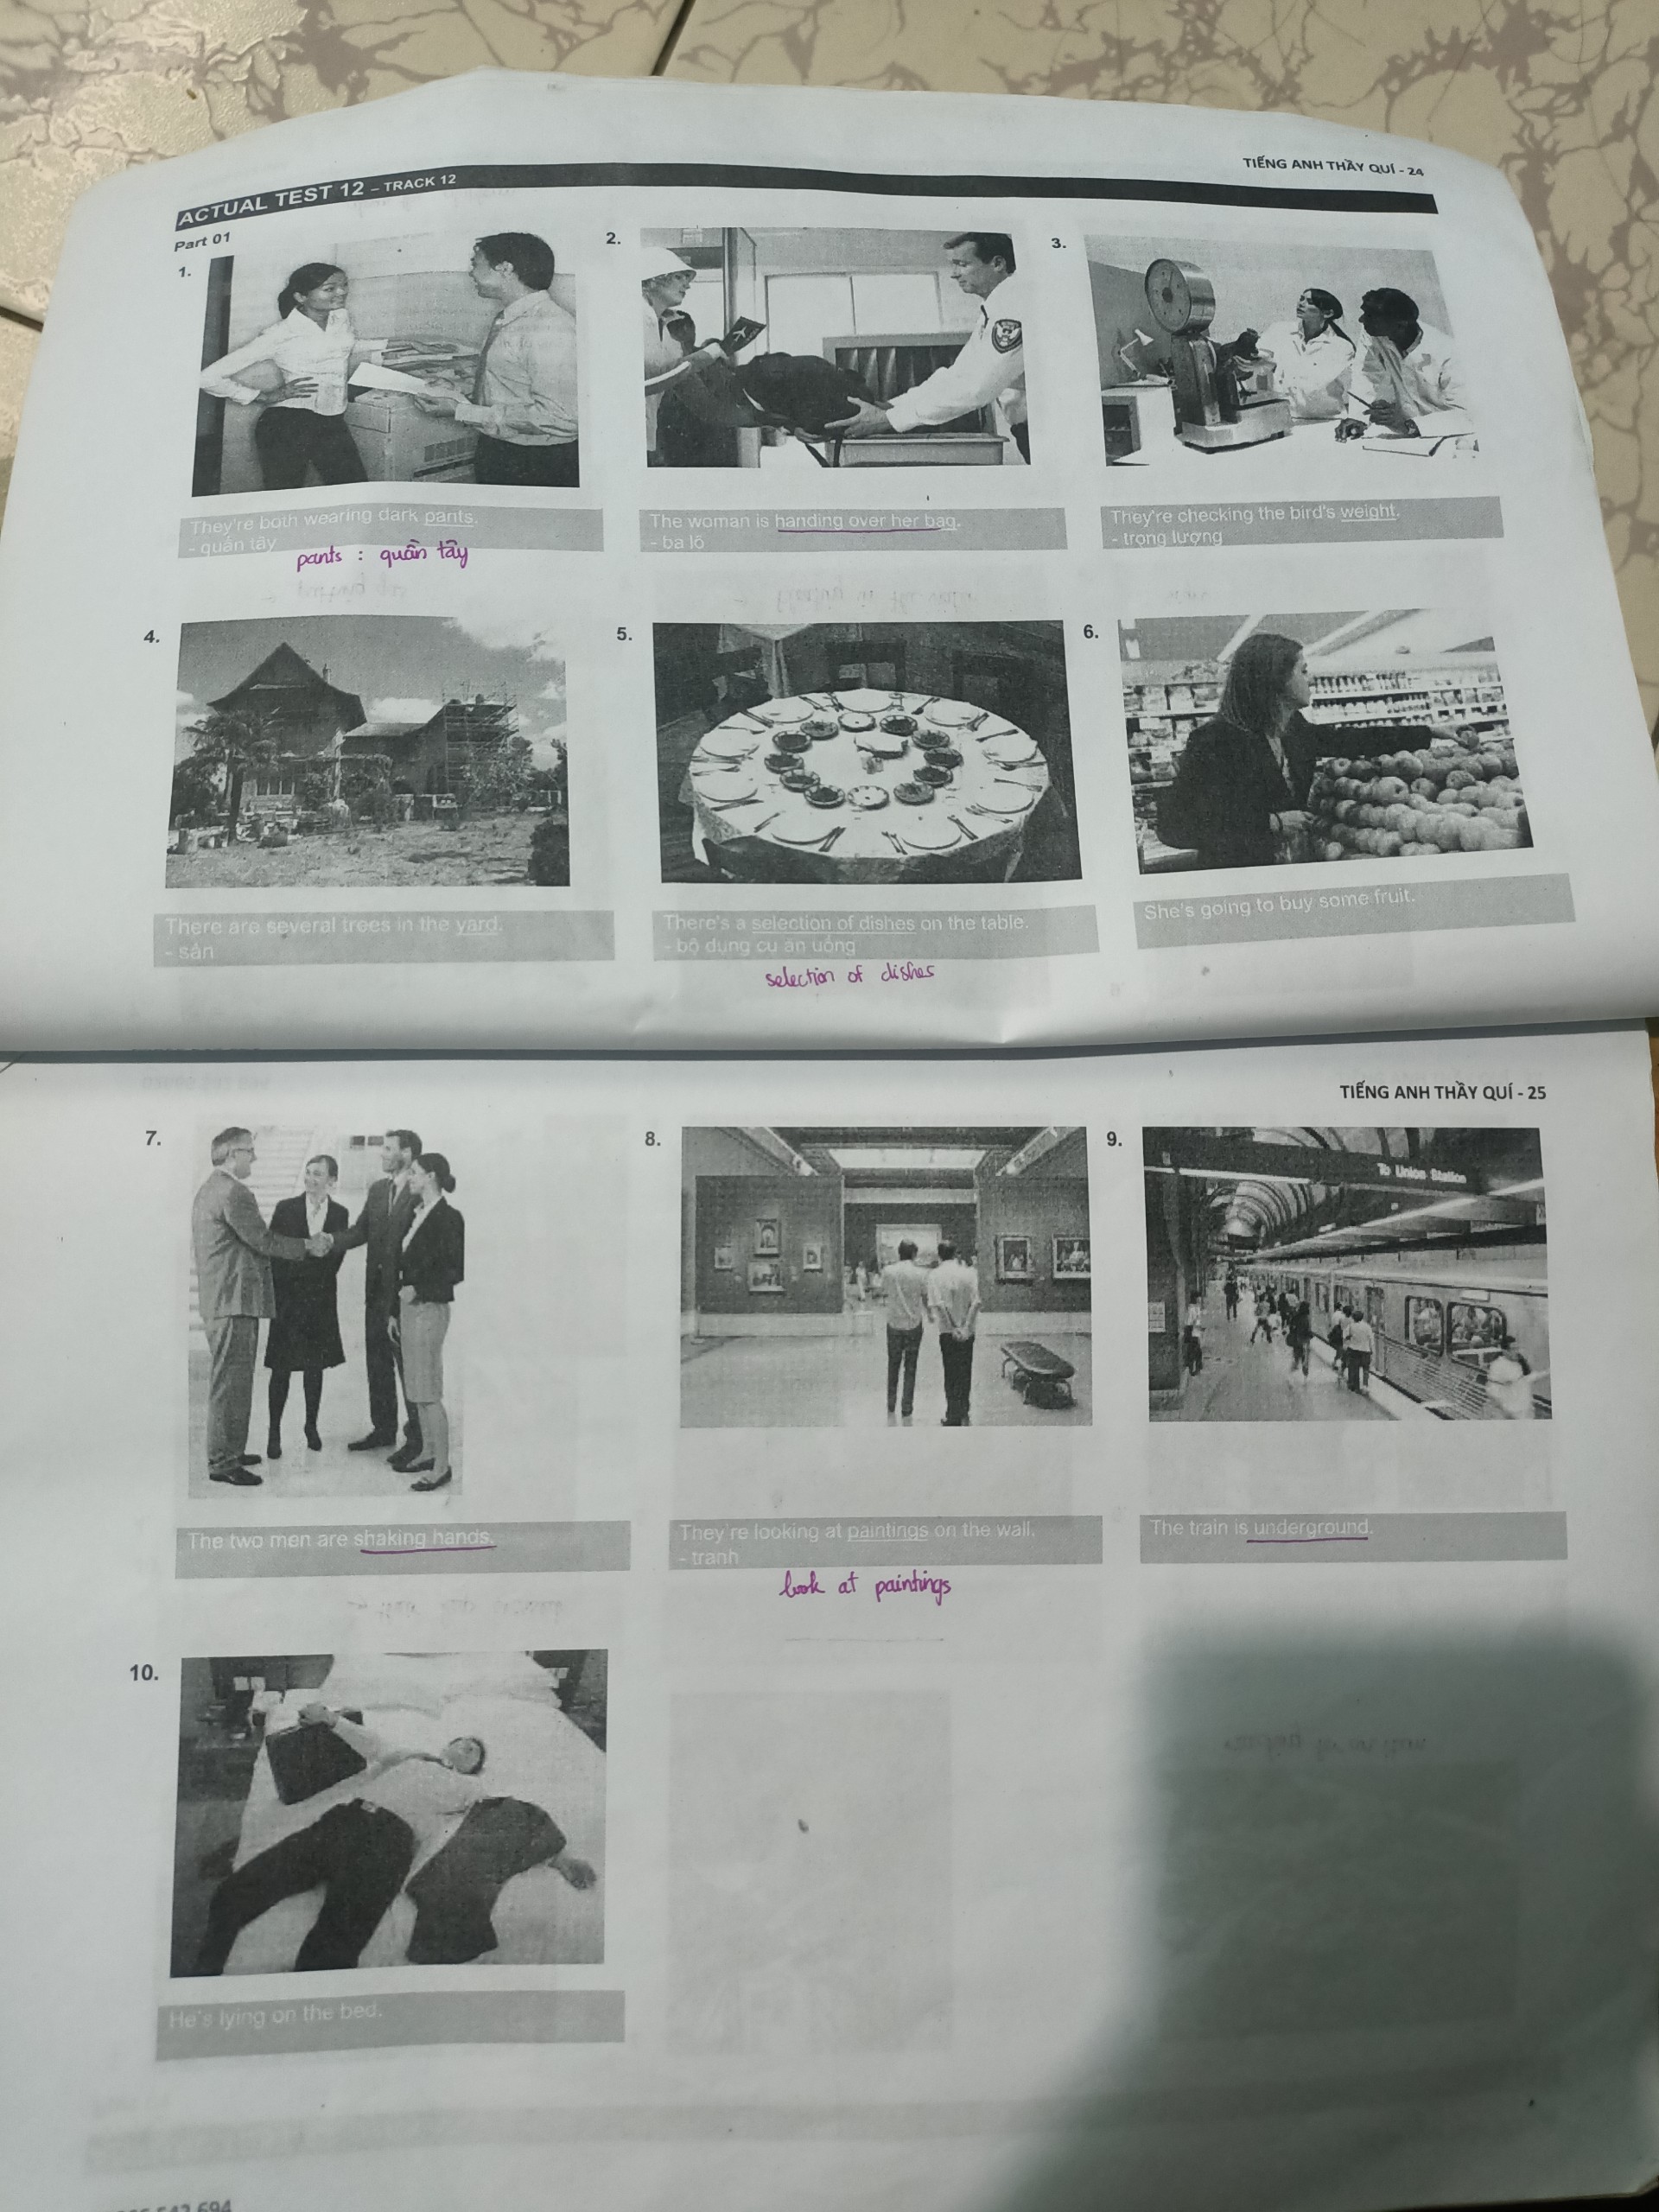 TIẾNG ANH THẦY QUÍ - 24
ACTUAL TEST 12 – TRACK 12
Part 01
1.
2.
3.
They're both wearing dark pants.
- quần tây
pants : quần tây
The woman is handing over her bag.
- ba lô
They're checking the bird's weight.
- trọng lượng
4.
5.
6.
There are several trees in the yard.
- sân
There's a selection of dishes on the table.
- bộ dụng cụ ăn uống
selection of dishes
She's going to buy some fruit.
TIẾNG ANH THẦY QUÍ - 25
7.
8.
9.
To Union Station
The two men are shaking hands.
They're looking at paintings on the wall.
- tranh
look at paintings
The train is underground.
10.
He's lying on the bed.